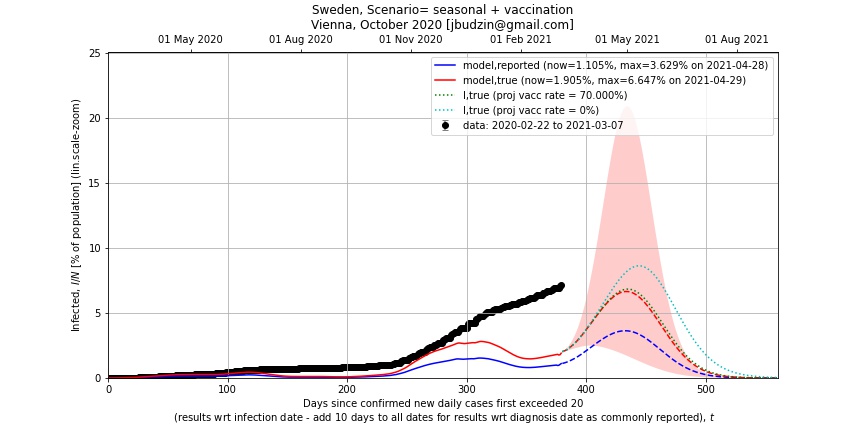 Sweden, Scenario= seasonal + vaccination
Vienna, October 2020 [jbudzin@gmail.com]
01 May 2020 01 Aug 2020 01 Nov 2020 01 Feb 2021 01 May 2021 01 Aug 2021
model,reported (now=1.105%, max=3.629% on 2021-04-28)
model,true (now=1.905%, max=6.647% on 2021-04-29)
I,true (proj vacc rate = 70.000%)
I,true (proj vacc rate = 0%)
data: 2020-02-22 to 2021-03-07
Infected, I/N [% of population] (lin.scale-zoom)
25
20
15
10
5
0
0 100 200 300 400 500
Days since confirmed new daily cases first exceeded 20
(results wrt infection date - add 10 days to all dates for results wrt diagnosis date as commonly reported), t